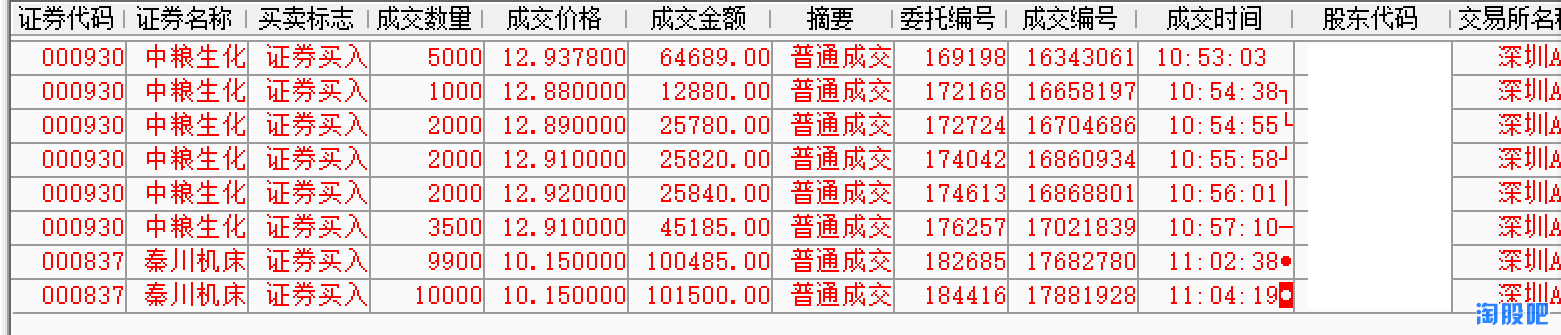 证券代码 证券名称 买卖标志 成交数量 成交价格 成交金额 摘要 委托编号 成交编号 成交时间 股东代码 交易所名称
000930 中粮生化 证券买入 5000 12.937800 64689.00 普通成交 169198 16343061 10:53:03 深圳A
000930 中粮生化 证券买入 1000 12.880000 12880.00 普通成交 172168 16658197 10:54:38┐ 深圳A
000930 中粮生化 证券买入 2000 12.890000 25780.00 普通成交 172724 16704686 10:54:55└ 深圳A
000930 中粮生化 证券买入 2000 12.910000 25820.00 普通成交 174042 16860934 10:55:58┘ 深圳A
000930 中粮生化 证券买入 2000 12.920000 25840.00 普通成交 174613 16868801 10:56:01│ 深圳A
000930 中粮生化 证券买入 3500 12.910000 45185.00 普通成交 176257 17021839 10:57:10─ 深圳A
000837 秦川机床 证券买入 9900 10.150000 100485.00 普通成交 182685 17682780 11:02:38• 深圳A
000837 秦川机床 证券买入 10000 10.150000 101500.00 普通成交 184416 17881928 11:04:19◘ 深圳A
淘股吧